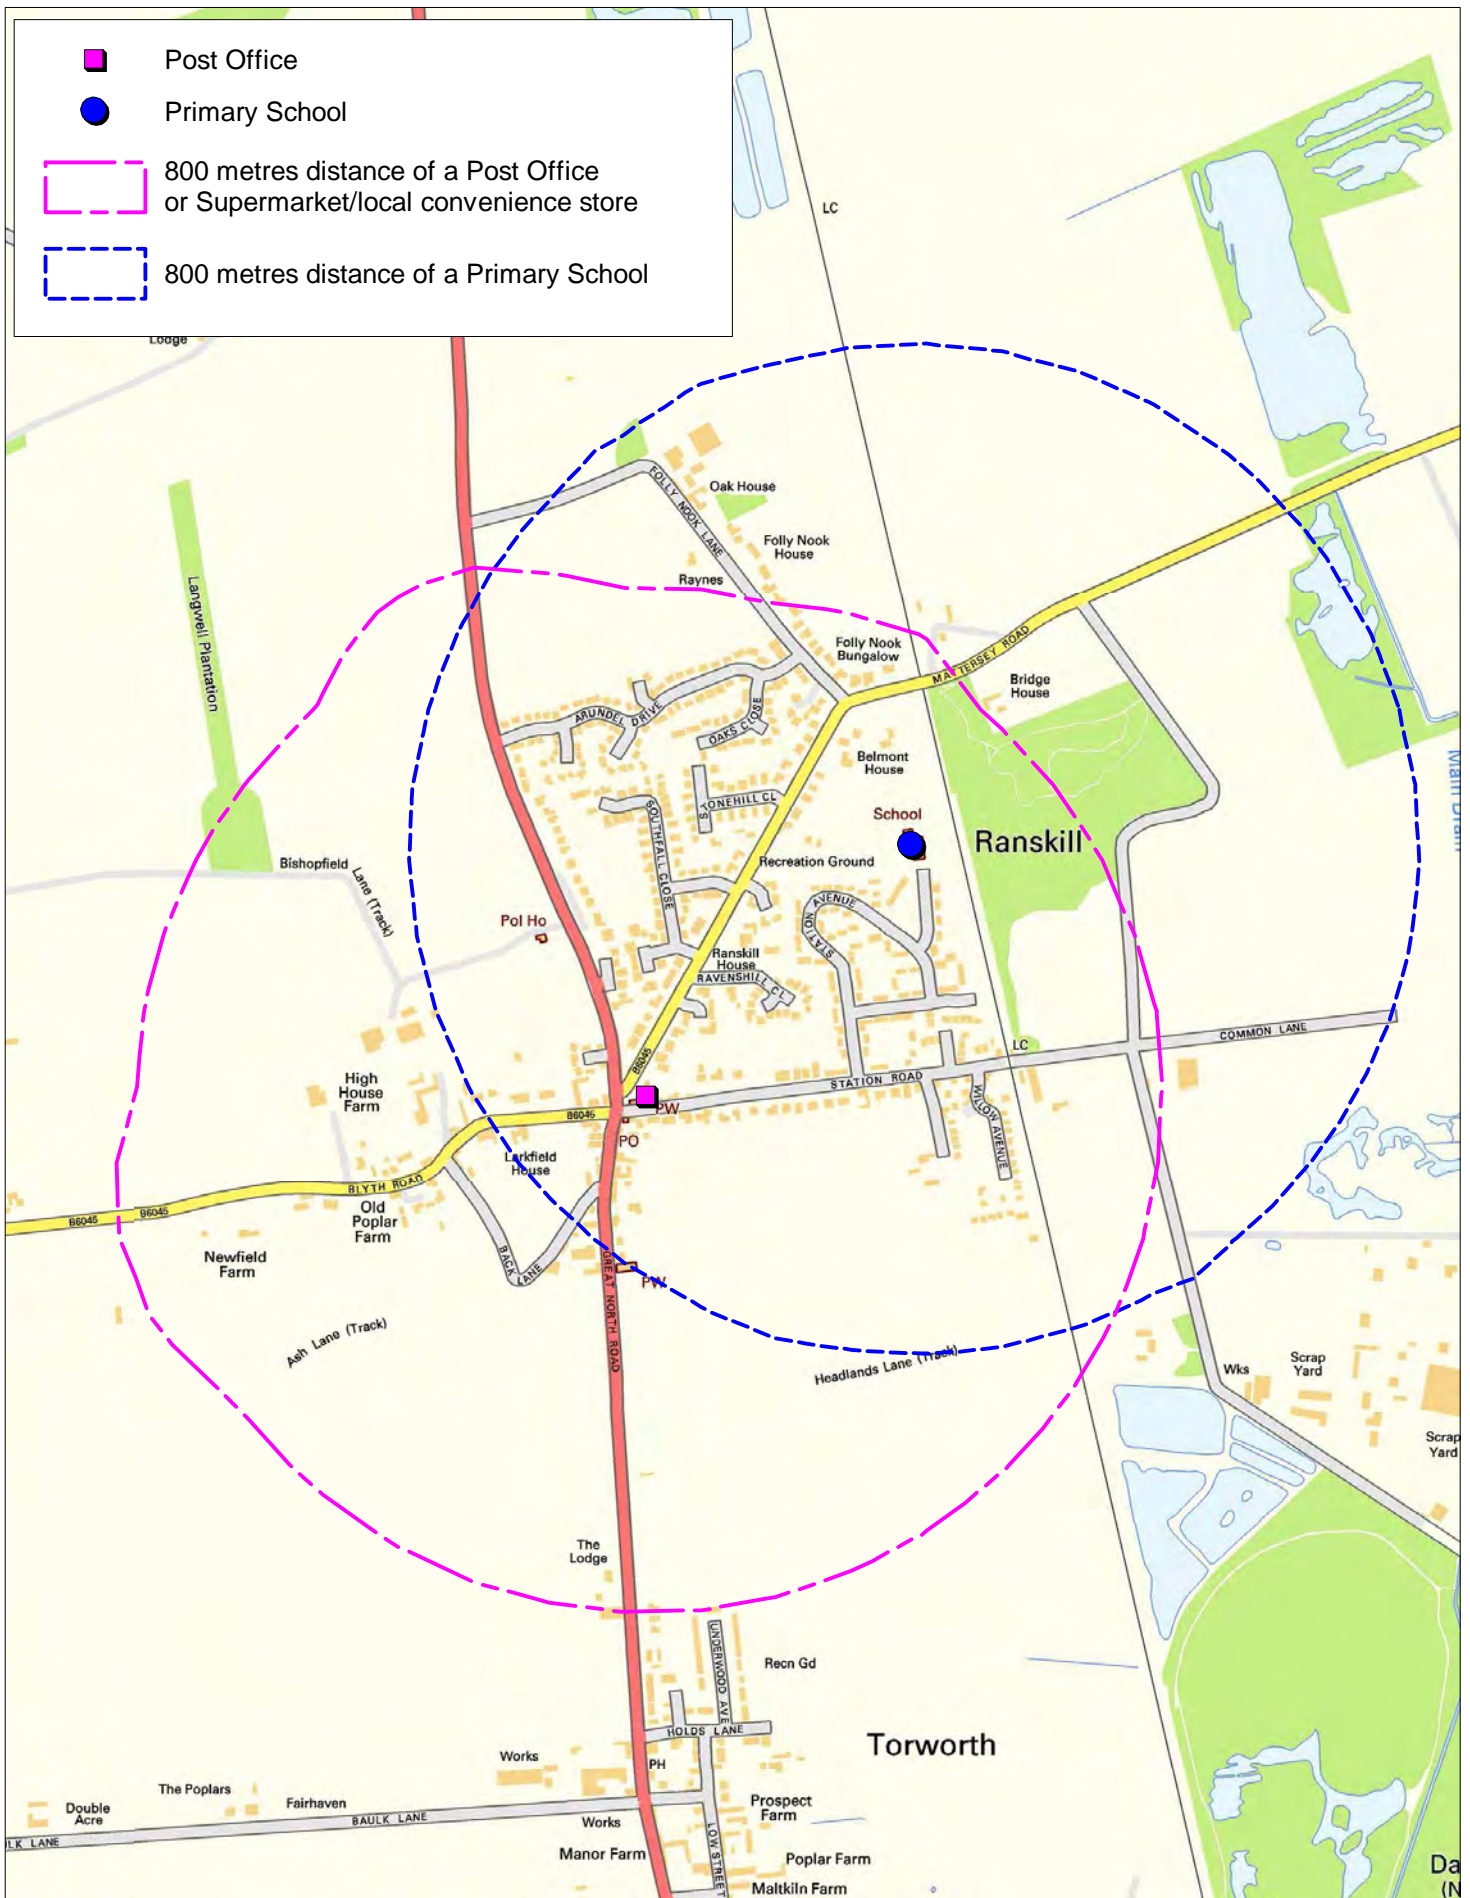 Post Office
Primary School
800 metres distance of a Post Office
or Supermarket/local convenience store
800 metres distance of a Primary School
LC
Lodge
FOLLY NOOK LANE
Oak House
Folly Nook
House
Raynes
Langwell Plantation
Folly Nook
Bungalow
MATTERSEY ROAD
Bridge
House
ARUNDEL DRIVE
OAKS CLOSE
Belmont
House
Main Drain
STONEHILL CL
SOUTHFALL CLOSE
School
Ranskill
Recreation Ground
Bishopfield
Lane (Track)
STATION AVENUE
Pol Ho
Ranskill
House
RAVENSHILL CL
B6045
LC
COMMON LANE
High
House
Farm
STATION ROAD
WILLOW AVENUE
PW
B6045
PO
Larkfield
House
BLYTH ROAD
Old
Poplar
Farm
B6045
B6045
Newfield
Farm
BACK LANE
GREAT NORTH ROAD
PW
Ash Lane (Track)
Headlands Lane (Track)
Wks
Scrap
Yard
Scrap
Yard
The
Lodge
UNDERWOOD AVE
Recn Gd
HOLDS LANE
Torworth
Works
PH
The Poplars
Fairhaven
Double
Acre
BAULK LANE
Prospect
Farm
Works
ULK LANE
LOW STREET
Manor Farm
Poplar Farm
Maltkiln Farm
Da
(N